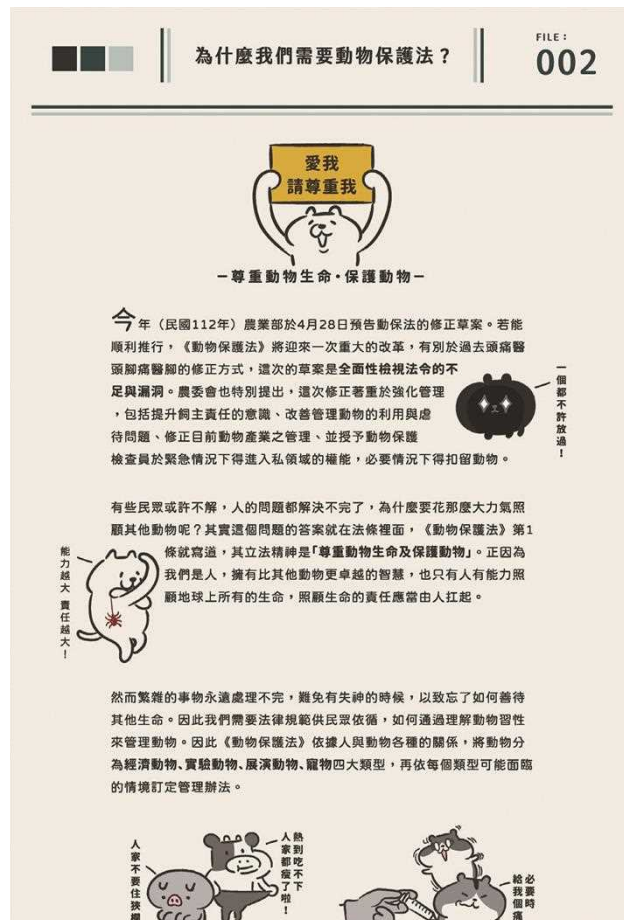 為什麼我們需要動物保護法？
FILE：
002
愛我
請尊重我
－尊重動物生命・保護動物－
今年（民國112年）農業部於4月28日預告動保法的修正草案。若能
順利推行，《動物保護法》將迎來一次重大的改革，有別於過去頭痛醫
頭腳痛醫腳的修正方式，這次的草案是全面性檢視法令的不
足與漏洞。農委會也特別提出，這次修正著重於強化管理
，包括提升飼主責任的意識、改善管理動物的利用與虐
待問題、修正目前動物產業之管理、並授予動物保護
檢查員於緊急情況下得進入私領域的權能，必要情況下得扣留動物。
一個都不許放過！
有些民眾或許不解，人的問題都解決不完了，為什麼要花那麼大力氣照
顧其他動物呢？其實這個問題的答案就在法條裡面，《動物保護法》第1
條就寫道，其立法精神是「尊重動物生命及保護動物」。正因為
我們是人，擁有比其他動物更卓越的智慧，也只有人有能力照
顧地球上所有的生命，照顧生命的責任應當由人扛起。
能力越大 責任越大！
然而繁雜的事物永遠處理不完，難免有失神的時候，以致忘了如何善待
其他生命。因此我們需要法律規範供民眾依循，如何通過理解動物習性
來管理動物。因此《動物保護法》依據人與動物各種的關係，將動物分
為經濟動物、實驗動物、展演動物、寵物四大類型，再依每個類型可能面臨
的情境訂定管理辦法。
人家不要住狹
熱到吃不下
人家都瘦了啦！
必要時
給我個痛